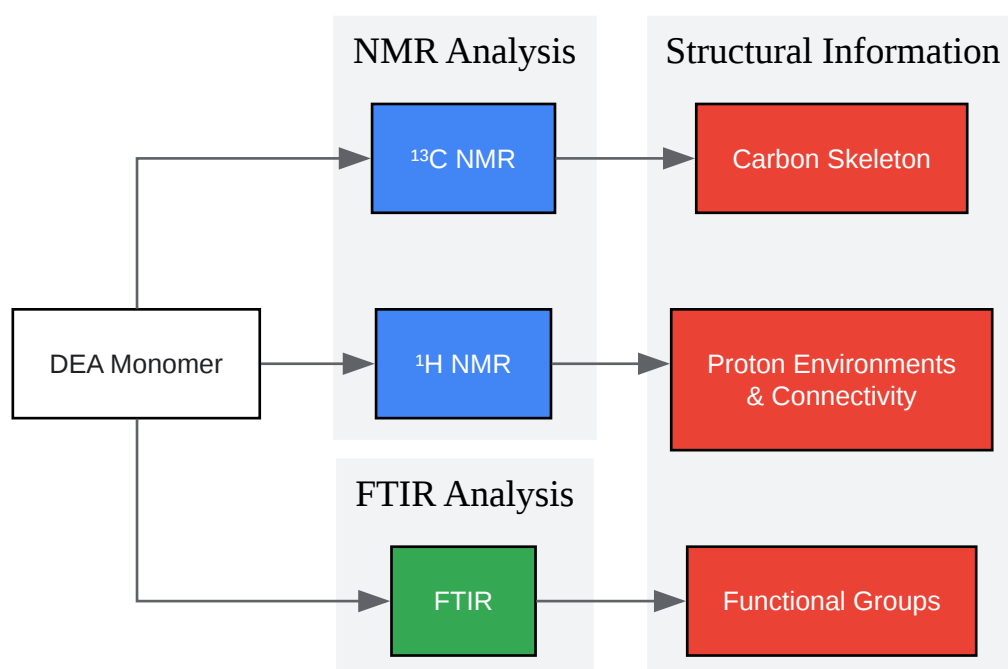 NMR Analysis
Structural Information
¹³C NMR
Carbon Skeleton
DEA Monomer
¹H NMR
Proton Environments
& Connectivity
FTIR Analysis
FTIR
Functional Groups